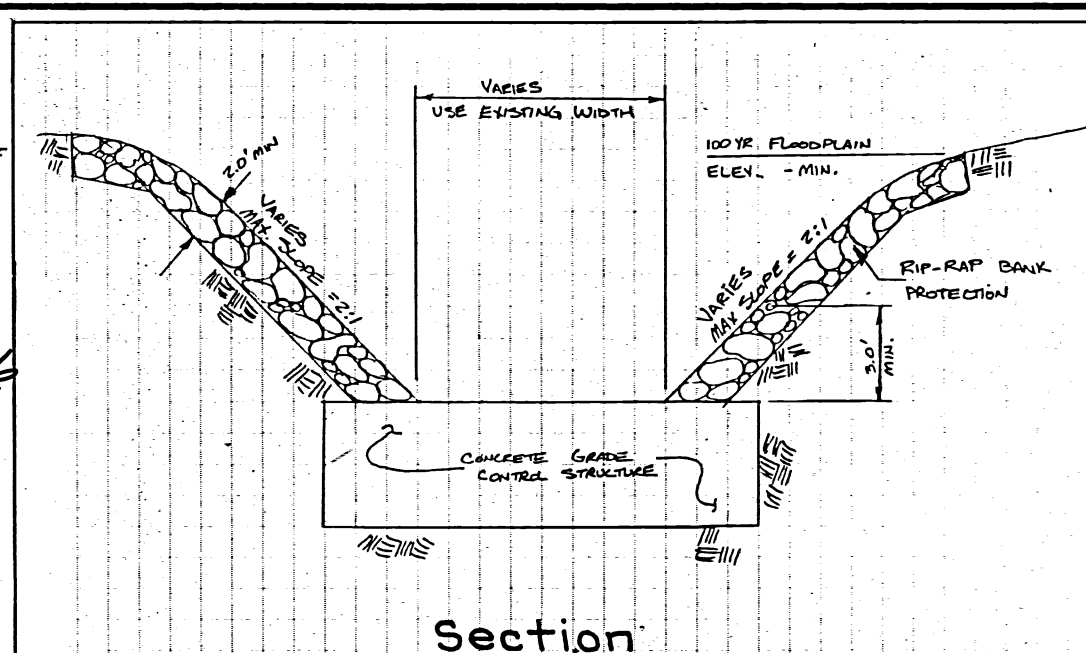 VARIES
USE EXISTING WIDTH
2.0' MIN
VARIES
MAX. SLOPE = 2:1
100 YR. FLOODPLAIN
ELEV. - MIN.
VARIES
MAX SLOPE = 2:1
RIP-RAP BANK
PROTECTION
3.0'
MIN.
CONCRETE GRADE
CONTROL STRUCTURE
Section